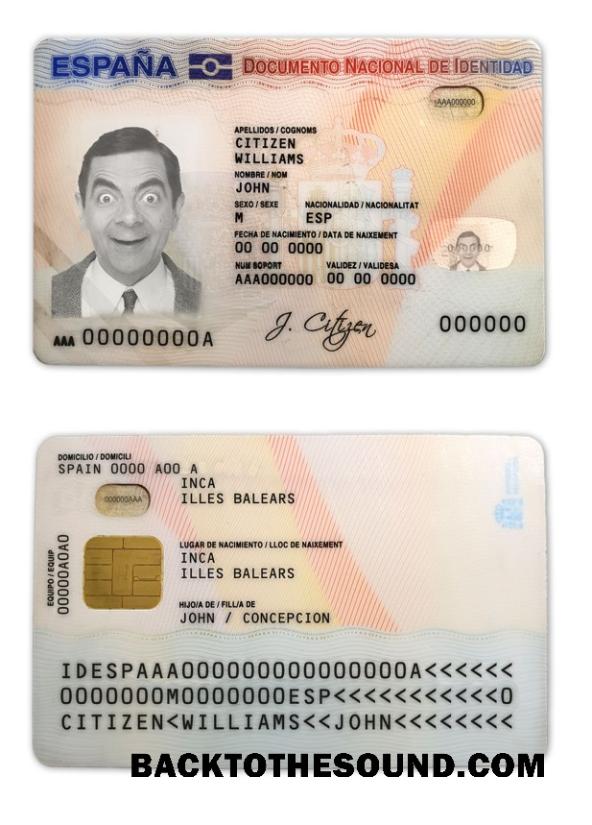 ESPAÑA DOCUMENTO NACIONAL DE IDENTIDAD
AAA000000
APELLIDOS / COGNOMS
CITIZEN
WILLIAMS
NOMBRE / NOM
JOHN
SEXO / SEXE NACIONALIDAD / NACIONALITAT
M ESP
FECHA DE NACIMIENTO / DATA DE NAIXEMENT
00 00 0000
NUM SOPORT VALIDEZ / VALIDESA
AAA000000 00 00 0000
AAA 00000000A
J. Citizen
000000
DOMICILIO / DOMICILI
SPAIN 0000 A00 A
INCA
ILLES BALEARS
000000AAA
EQUIPO / EQUIP
00000A0A0
LUGAR DE NACIMIENTO / LLOC DE NAIXEMENT
INCA
ILLES BALEARS
HIJO/A DE / FILL/A DE
JOHN / CONCEPCION
IDESPAAA000000000000000A<<<<<<
0000000M0000000ESP<<<<<<<<<<<0
CITIZEN<WILLIAMS<<JOHN<<<<<<<<
BACKTOTHESOUND.COM